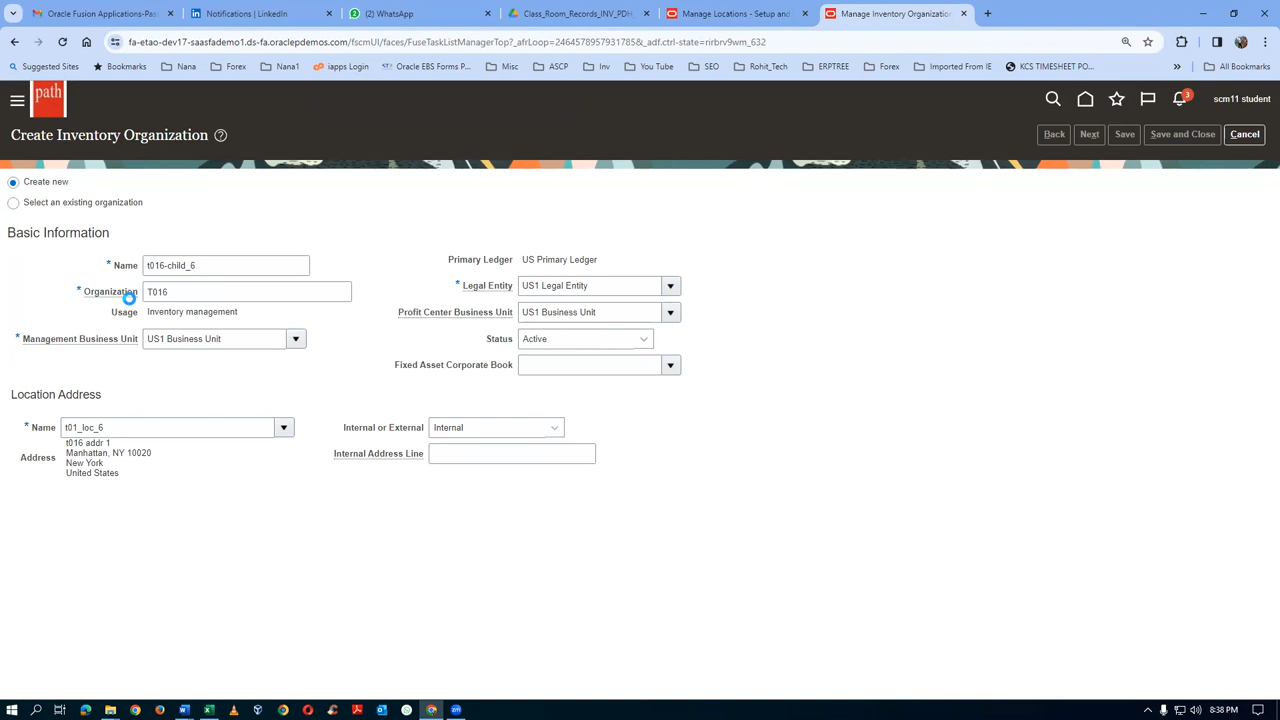 Oracle Fusion Applications-Pas
Notifications | LinkedIn
(2) WhatsApp
Class_Room_Records_INV_PDH_
Manage Locations - Setup and
Manage Inventory Organization
fa-etao-dev17-saasfademo1.ds-fa.oraclepdemos.com/fscmUI/faces/FuseTaskListManagerTop?_afrLoop=24645789579317851&_adf.ctrl-state=rirbrv9wm_632
Suggested Sites
Bookmarks
Nana
Forex
Nana1
iapps Login
Oracle EBS Forms P...
Misc
ASCP
Inv
You Tube
SEO
Rohit_Tech
ERPTREE
Forex
Imported From IE
KCS TIMESHEET PO...
All Bookmarks
path
3
scm11 student
Create Inventory Organization
Back
Next
Save
Save and Close
Cancel
Create new
Select an existing organization
Basic Information
* Name t016-child_6
* Organization T016
Usage Inventory management
* Management Business Unit US1 Business Unit
Primary Ledger US Primary Ledger
* Legal Entity US1 Legal Entity
Profit Center Business Unit US1 Business Unit
Status Active
Fixed Asset Corporate Book
Location Address
* Name t01_loc_6
Address t016 addr 1
Manhattan, NY 10020
New York
United States
Internal or External Internal
Internal Address Line
8:38 PM